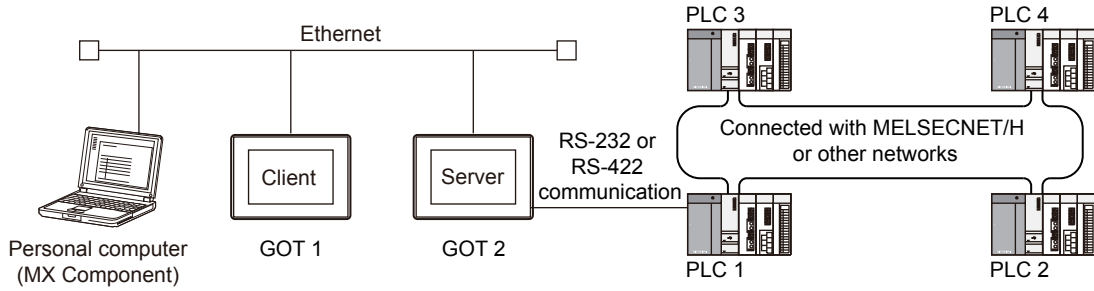 PLC 3
PLC 4
Ethernet
Connected with MELSECNET/H
or other networks
RS-232 or
RS-422
communication
Client
Server
Personal computer
(MX Component)
GOT 1
GOT 2
PLC 1
PLC 2